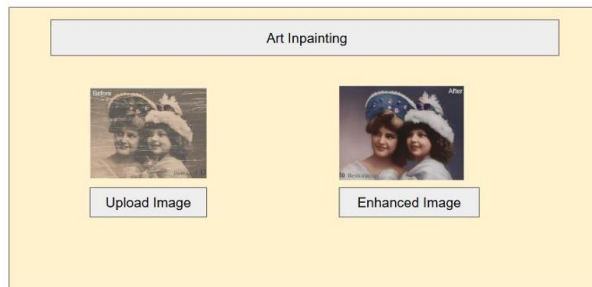 Art Inpainting
Before
After
Upload Image
Enhanced Image